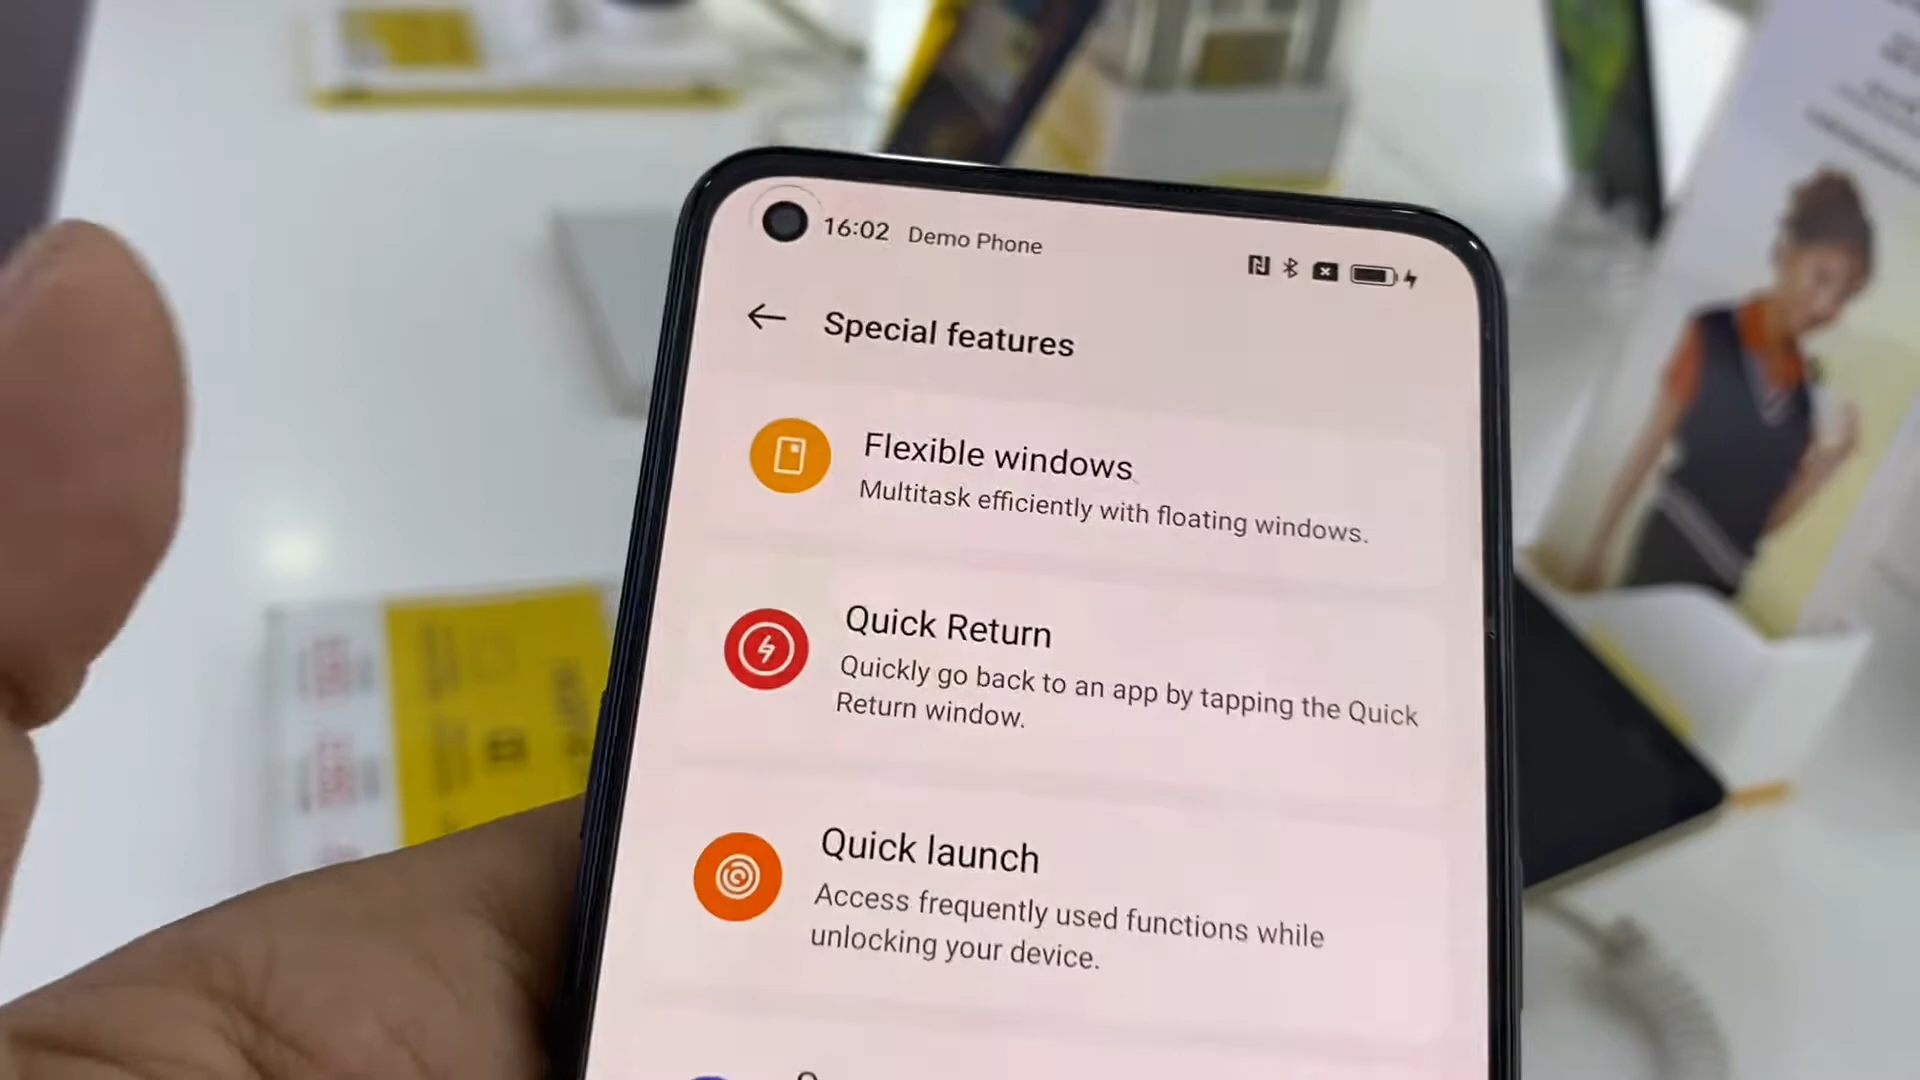 16:02 Demo Phone
Special features
Flexible windows
Multitask efficiently with floating windows.
Quick Return
Quickly go back to an app by tapping the Quick
Return window.
Quick launch
Access frequently used functions while
unlocking your device.